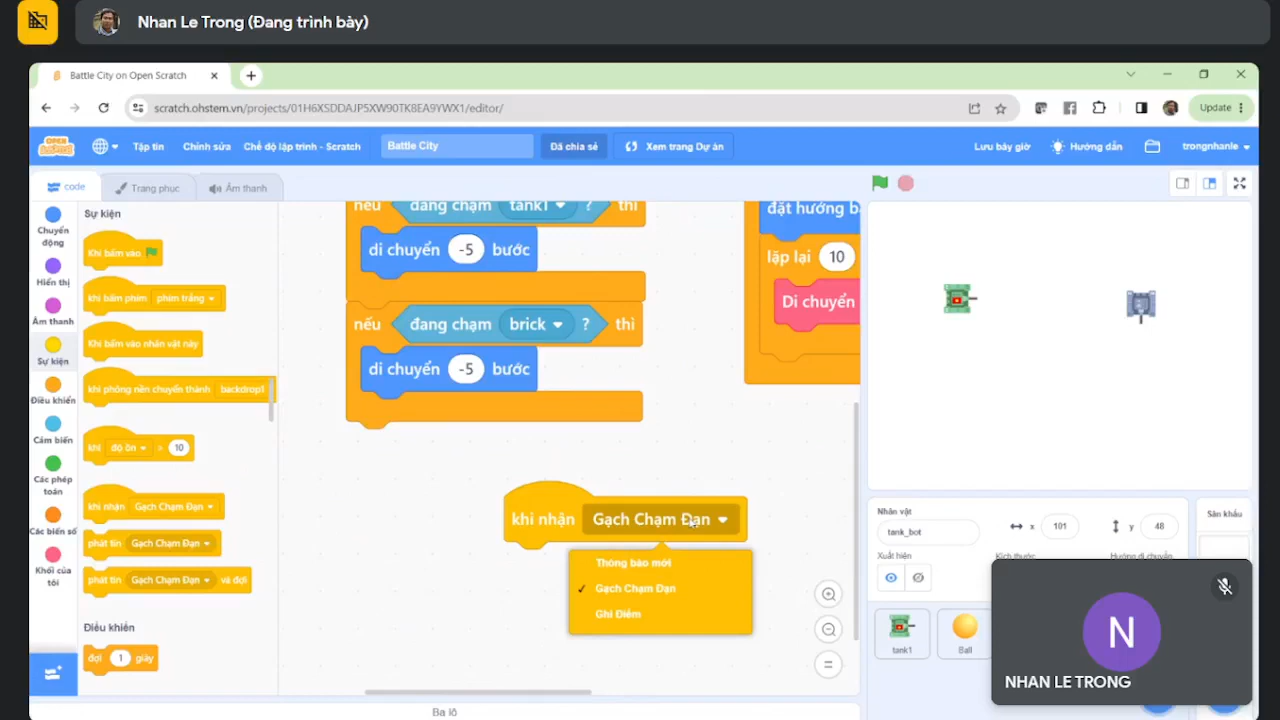 Nhan Le Trong (Đang trình bày)
Battle City on Open Scratch
scratch.ohstem.vn/projects/01H6XSDDAJP5XW90TK8EA9YWX1/editor/
Update
OPEN
Tập tin
Chỉnh sửa
Chế độ lập trình - Scratch
Battle City
Đã chia sẻ
Xem trang Dự án
Lưu bây giờ
Hướng dẫn
trongnhanle
code
Trang phục
Âm thanh
Chuyển động
Hiển thị
Âm thanh
Sự kiện
Điều khiển
Cảm biến
Các phép toán
Các biến số
Khối của tôi
Sự kiện
Khi bấm vào
khi bấm phím phím trắng
Khi bấm vào nhân vật này
khi phông nền chuyển thành backdrop1
khi độ ồn > 10
khi nhận Gạch Chạm Đạn
phát tin Gạch Chạm Đạn
phát tin Gạch Chạm Đạn và đợi
Điều khiển
đợi 1 giây
nếu đang chạm tank1 ? thì
di chuyển -5 bước
nếu đang chạm brick ? thì
di chuyển -5 bước
đặt hướng b
lặp lại 10
Di chuyển
khi nhận Gạch Chạm Đạn
Thông báo mới
✓ Gạch Chạm Đạn
Ghi Điểm
Ba lô
Nhân vật
tank_bot
x 101
y 48
Xuất hiện
Kích thước
Hướng di chuyển
Sân khấu
tank1
Ball
N
NHAN LE TRONG